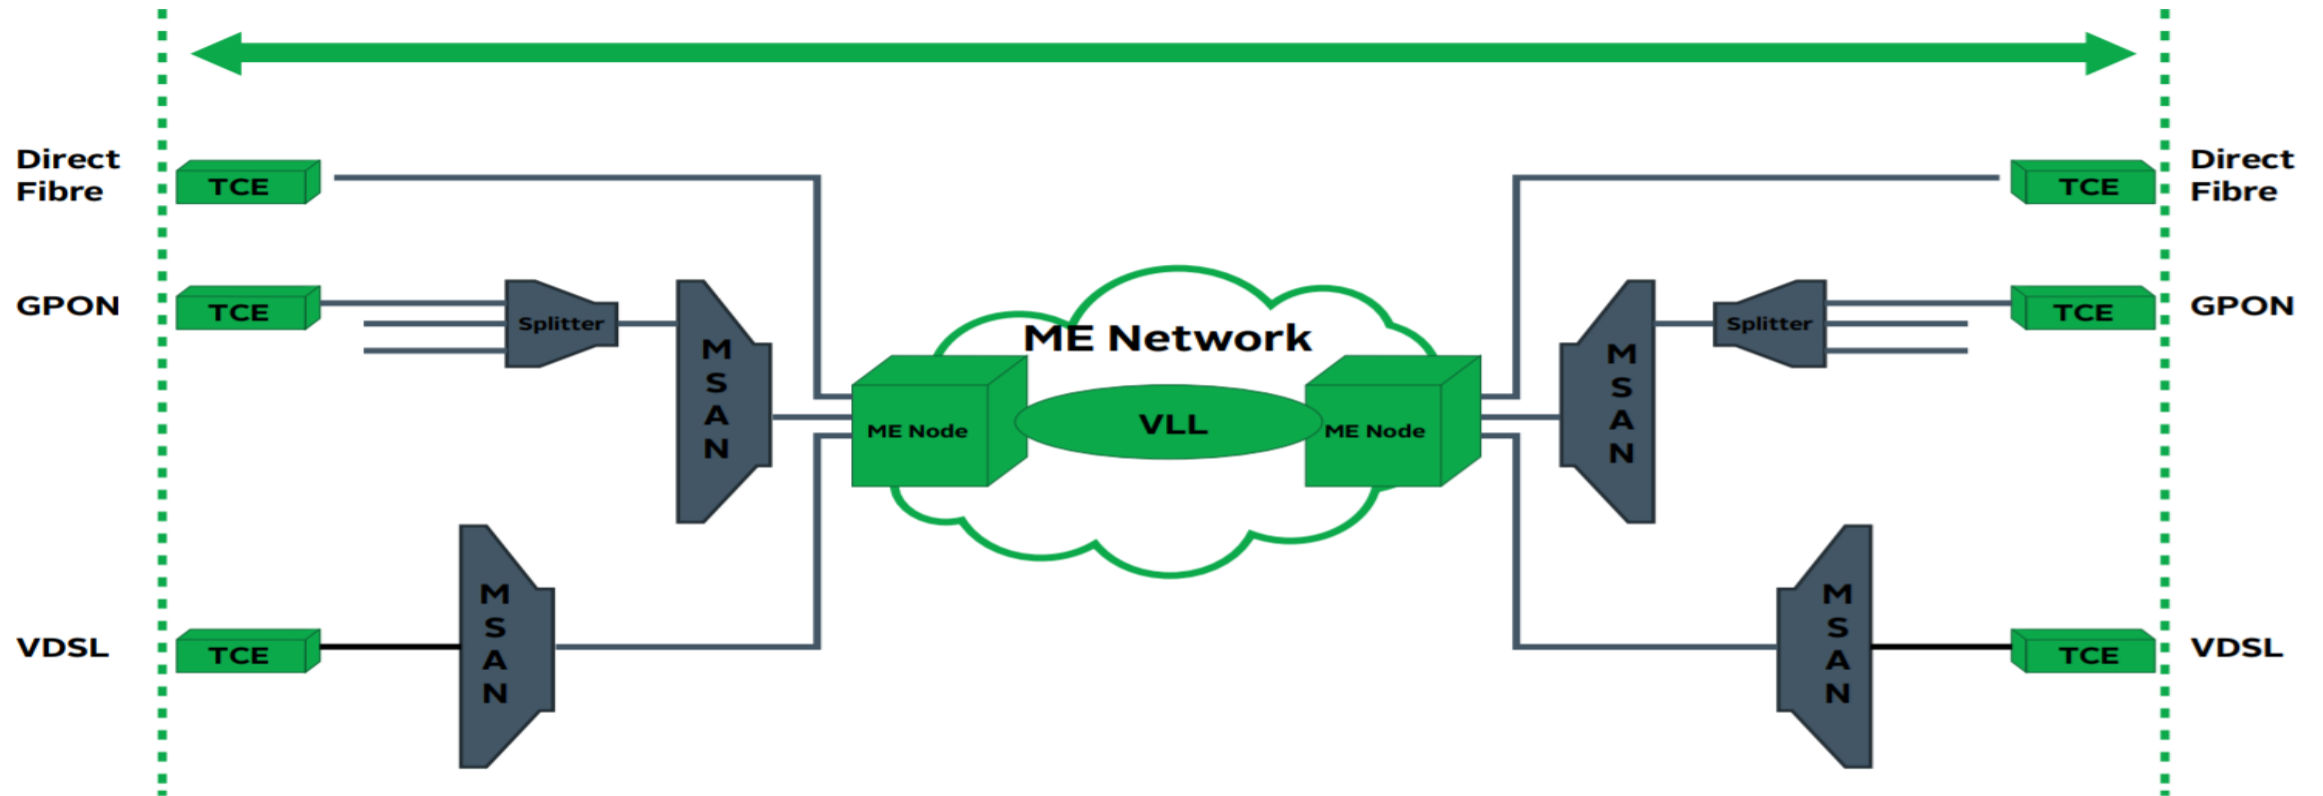 Direct
Fibre
TCE
TCE
Direct
Fibre
GPON
TCE
Splitter
M
S
A
N
ME Network
ME Node
VLL
ME Node
M
S
A
N
Splitter
TCE
GPON
VDSL
TCE
M
S
A
N
M
S
A
N
TCE
VDSL